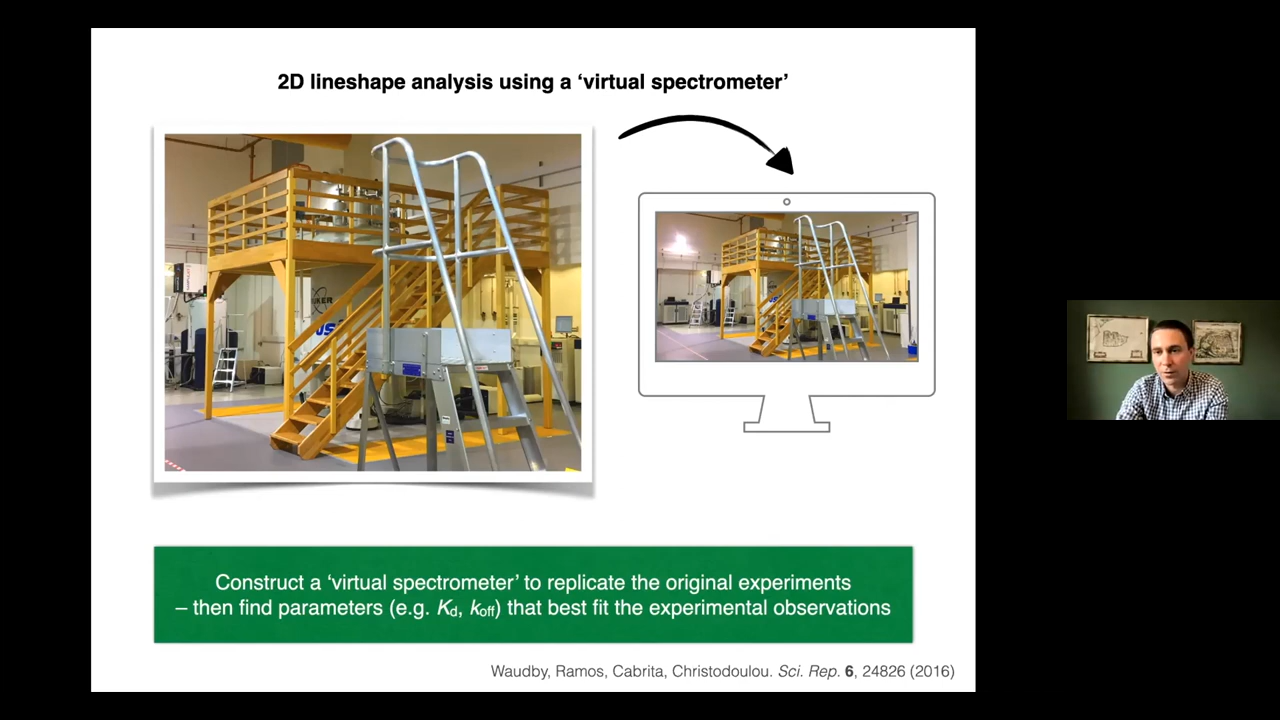 2D lineshape analysis using a ‘virtual spectrometer’
Construct a ‘virtual spectrometer’ to replicate the original experiments
– then find parameters (e.g. Kd, koff) that best fit the experimental observations
Waudby, Ramos, Cabrita, Christodoulou. Sci. Rep. 6, 24826 (2016)